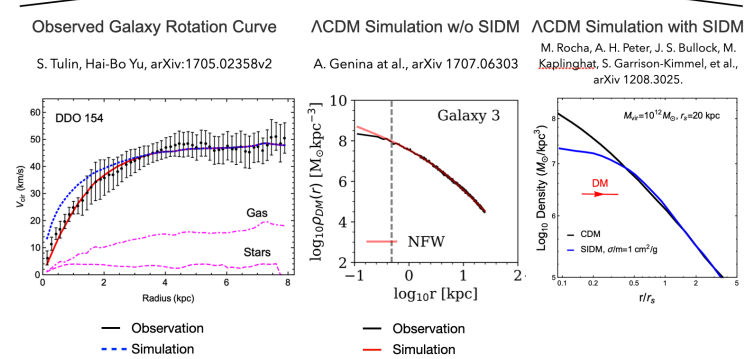 Observed Galaxy Rotation Curve
S. Tulin, Hai-Bo Yu, arXiv:1705.02358v2
DDO 154
Vcir (km/s)
60
50
40
30
20
10
0
Gas
Stars
0 2 4 6 8
Radius (kpc)
Observation
Simulation
ΛCDM Simulation w/o SIDM
A. Genina at al., arXiv 1707.06303
Galaxy 3
log₁₀ρDM(r) [M⊙kpc⁻³]
10
8
6
4
2
NFW
−1 0 1 2
log₁₀r [kpc]
Observation
Simulation
ΛCDM Simulation with SIDM
M. Rocha, A. H. Peter, J. S. Bullock, M.
Kaplinghat, S. Garrison-Kimmel, et al.,
arXiv 1208.3025.
Mvir=10¹²M⊙, rs=20 kpc
Log₁₀ Density (M⊙/kpc³)
8
7
6
5
DM
CDM
SIDM, σ/m=1 cm²/g
0.1 0.2 0.5 1 2 5
r/rs